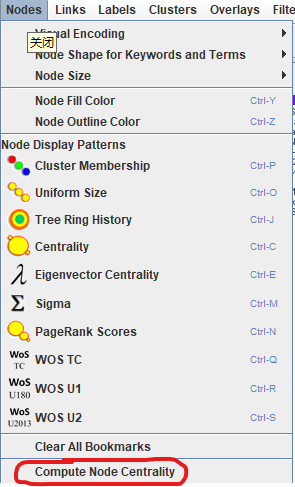 Nodes Links Labels Clusters Overlays Filte
Visual Encoding
关闭
Node Shape for Keywords and Terms
Node Size
Node Fill Color Ctrl-Y
Node Outline Color Ctrl-Z
Node Display Patterns
Cluster Membership Ctrl-P
Uniform Size Ctrl-O
Tree Ring History Ctrl-J
Centrality Ctrl-C
λ Eigenvector Centrality Ctrl-E
Σ Sigma Ctrl-M
PageRank Scores Ctrl-N
WoS TC WOS TC Ctrl-Q
WoS U180 WOS U1 Ctrl-R
WoS U2013 WOS U2 Ctrl-S
Clear All Bookmarks
Compute Node Centrality